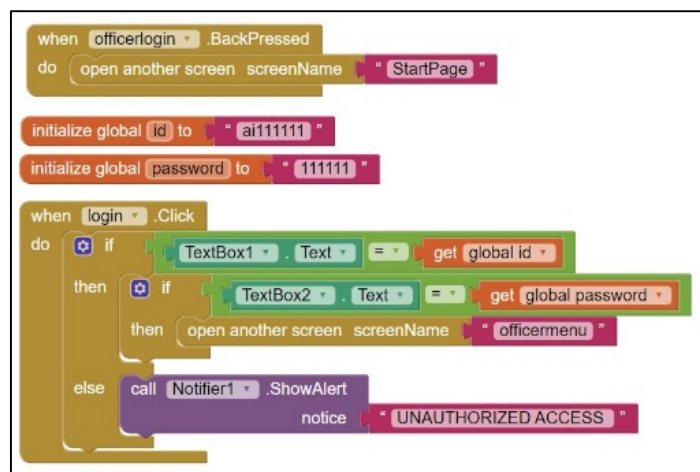 when officerlogin .BackPressed
do open another screen screenName " StartPage "
initialize global id to " ai111111 "
initialize global password to " 111111 "
when login .Click
do if TextBox1 . Text = get global id
then if TextBox2 . Text = get global password
then open another screen screenName " officermenu "
else call Notifier1 .ShowAlert
notice " UNAUTHORIZED ACCESS "